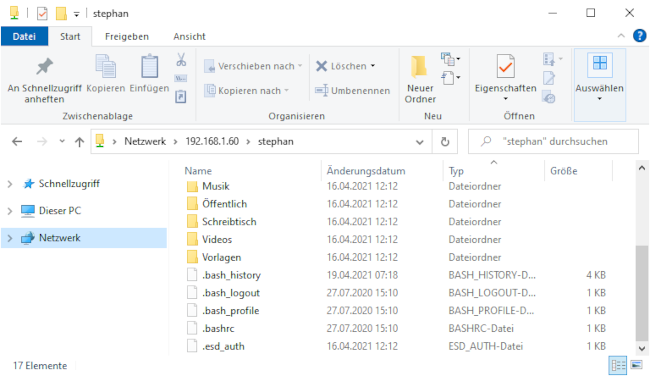 stephan
Datei Start Freigeben Ansicht
An Schnellzugriff anheften
Kopieren
Einfügen
Zwischenablage
Verschieben nach
Kopieren nach
Löschen
Umbenennen
Organisieren
Neuer Ordner
Neu
Eigenschaften
Öffnen
Auswählen
Netzwerk > 192.168.1.60 > stephan
"stephan" durchsuchen
Schnellzugriff
Dieser PC
Netzwerk
Name Änderungsdatum Typ Größe
Musik 16.04.2021 12:12 Dateiordner
Öffentlich 16.04.2021 12:12 Dateiordner
Schreibtisch 16.04.2021 12:12 Dateiordner
Videos 16.04.2021 12:12 Dateiordner
Vorlagen 16.04.2021 12:12 Dateiordner
.bash_history 19.04.2021 07:18 BASH_HISTORY-D... 4 KB
.bash_logout 27.07.2020 15:10 BASH_LOGOUT-D... 1 KB
.bash_profile 27.07.2020 15:10 BASH_PROFILE-D... 1 KB
.bashrc 27.07.2020 15:10 BASHRC-Datei 1 KB
.esd_auth 16.04.2021 12:12 ESD_AUTH-Datei 1 KB
17 Elemente